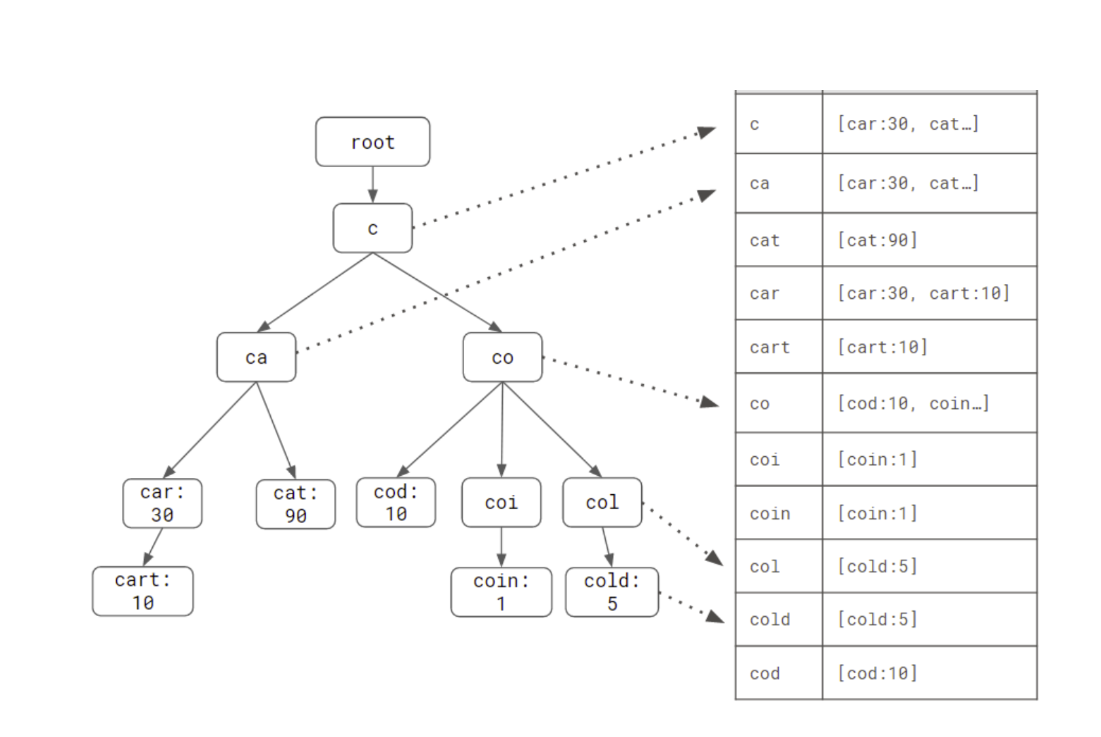 root
c
ca
co
car:
30
cat:
90
cod:
10
coi
col
cart:
10
coin:
1
cold:
5
c [car:30, cat…]
ca [car:30, cat…]
cat [cat:90]
car [car:30, cart:10]
cart [cart:10]
co [cod:10, coin…]
coi [coin:1]
coin [coin:1]
col [cold:5]
cold [cold:5]
cod [cod:10]